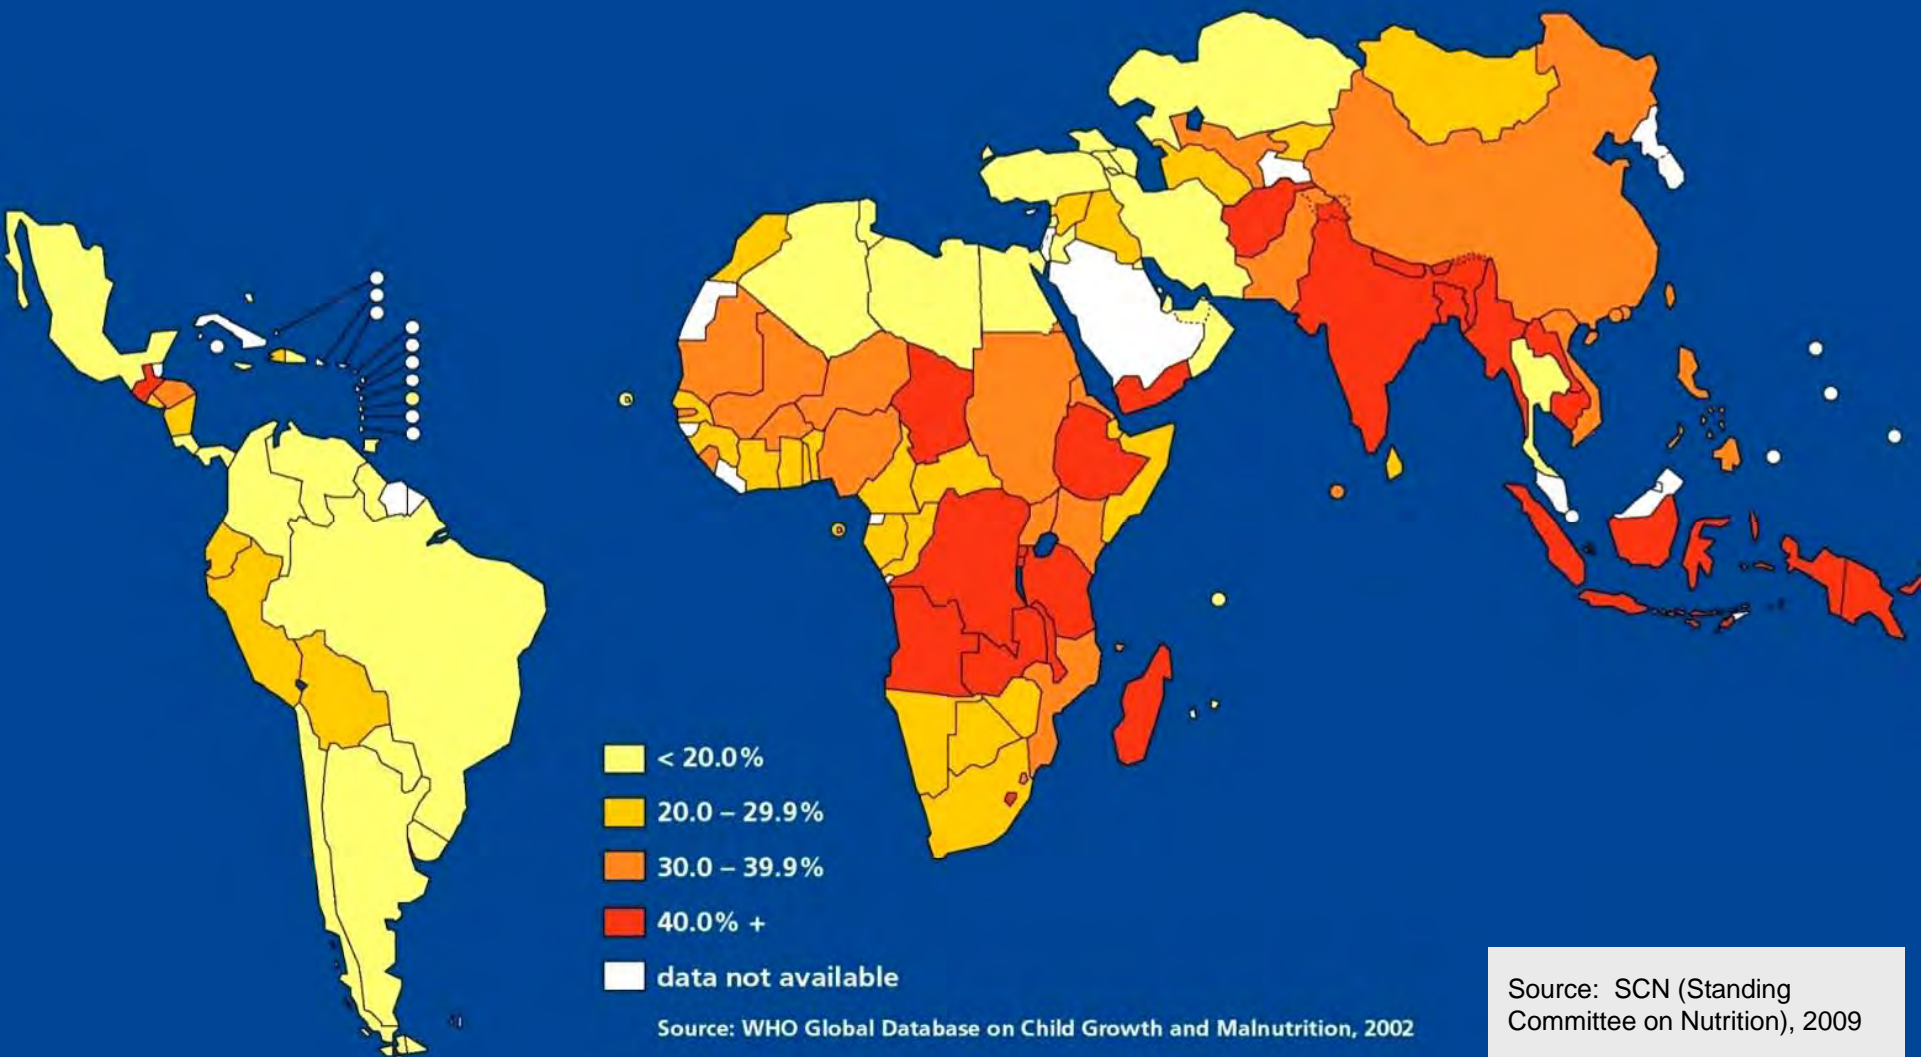 < 20.0%
20.0 – 29.9%
30.0 – 39.9%
40.0% +
data not available
Source: WHO Global Database on Child Growth and Malnutrition, 2002
Source: SCN (Standing
Committee on Nutrition), 2009